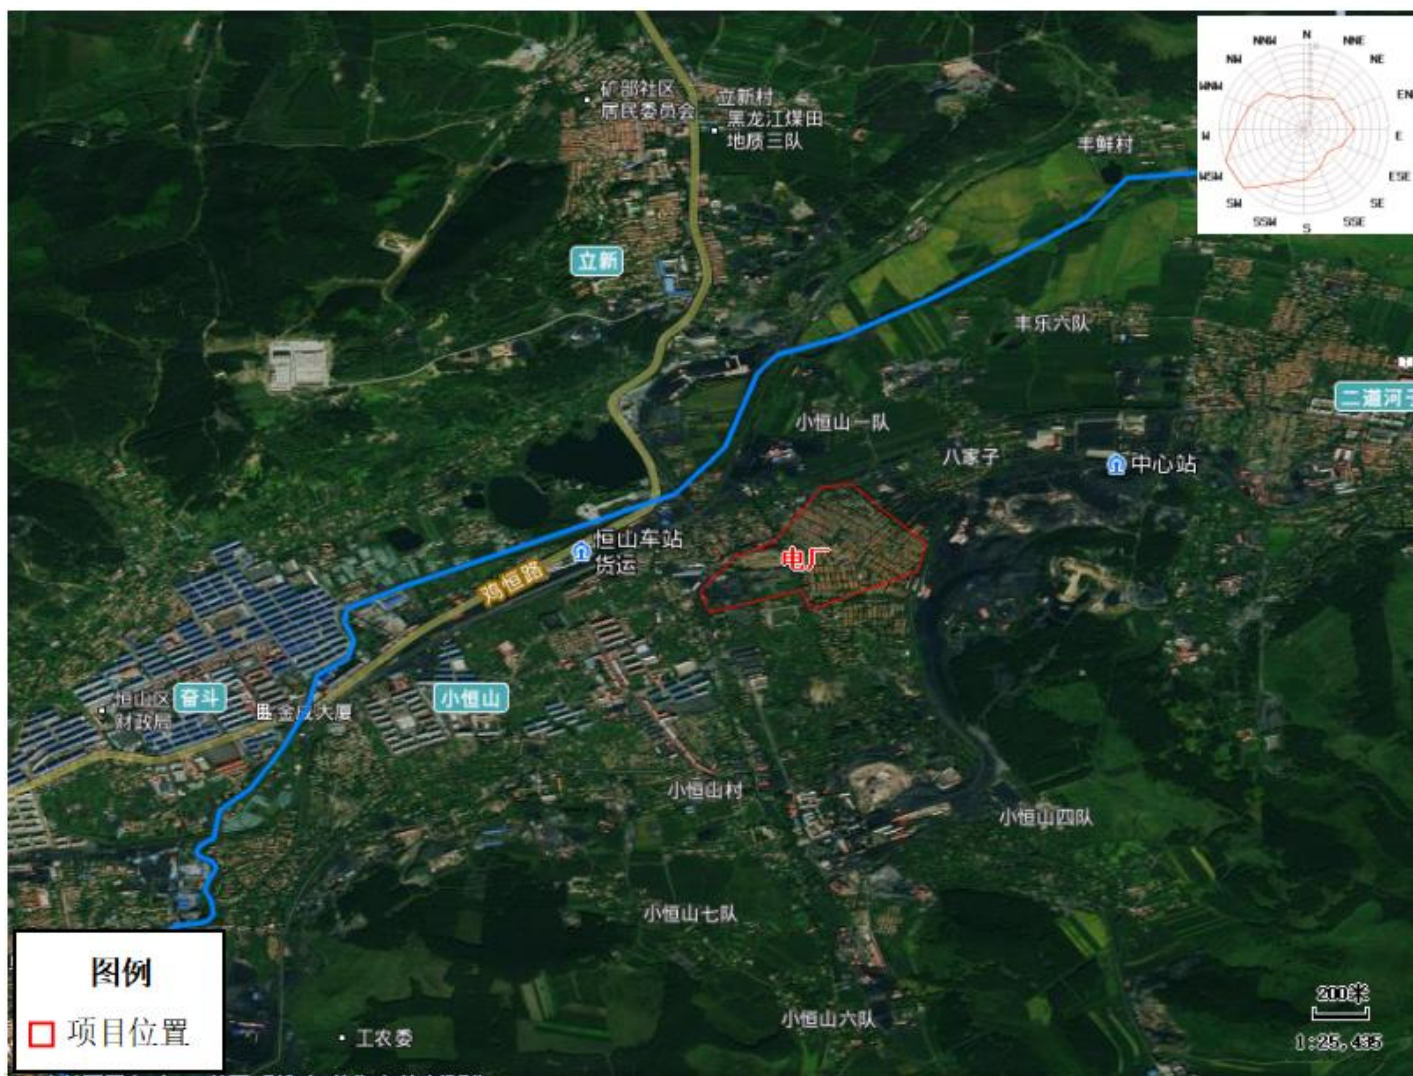 N
NNW
NNE
NW
NE
WNW
EN
W
E
WSW
ESE
SW
SE
SSW
SSE
S
矿部社区
居民委员会
立新村
黑龙江煤田
地质三队
丰鲜村
立新
丰乐六队
二道河子
小恒山一队
八家子
中心站
恒山车站
货运
电厂
鸡恒路
恒山区
财政局
奋斗
金成大厦
小恒山
小恒山村
小恒山四队
小恒山七队
小恒山六队
工农委
图例
项目位置
200米
1:25,435